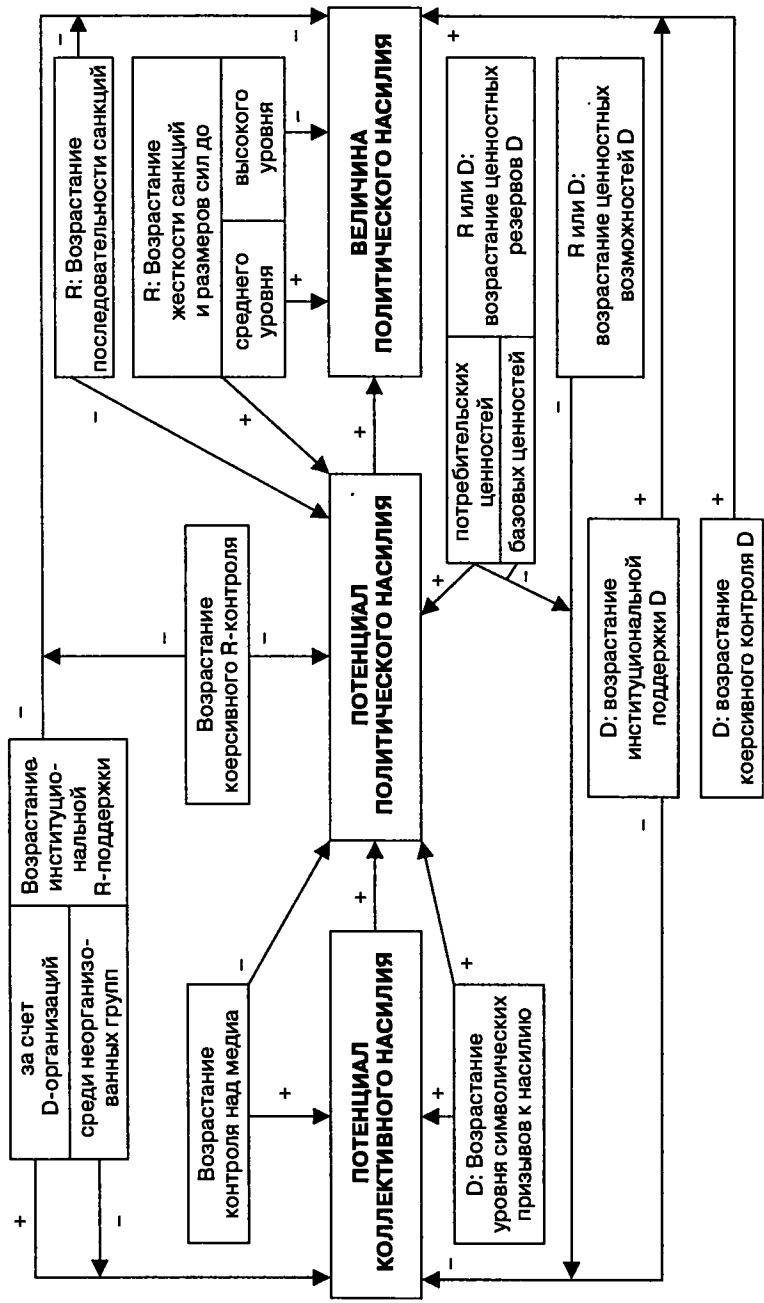 за счет
D-организаций
среди неорганизо-
ванных групп
Возрастание
институцио-
нальной
R-поддержки
+
–
–
R: Возрастание
последовательности санкций
–
–
R: Возрастание
жесткости санкций
и размеров сил до
среднего
уровня
высокого
уровня
+
+
–
–
Возрастание
контроля над медиа
+
–
Возрастание
коерсивного R-контроля
–
–
ПОТЕНЦИАЛ
КОЛЛЕКТИВНОГО НАСИЛИЯ
+
ПОТЕНЦИАЛ
ПОЛИТИЧЕСКОГО НАСИЛИЯ
+
ВЕЛИЧИНА
ПОЛИТИЧЕСКОГО НАСИЛИЯ
–
+
+
D: Возрастание
уровня символических
призывов к насилию
+
–
потребительских
ценностей
базовых ценностей
R или D:
возрастание ценностных
резервов D
+
–
R или D:
возрастание ценностных
возможностей D
–
D: возрастание
институциональной
поддержки D
+
D: возрастание
коерсивного контроля D
+